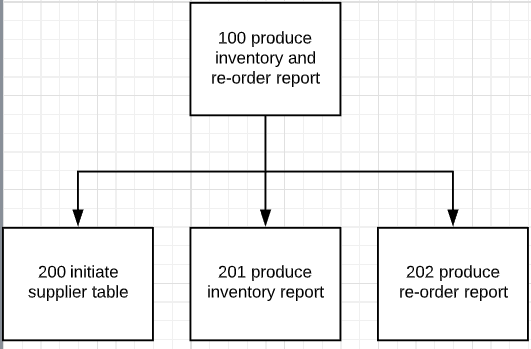 100 produce
inventory and
re-order report
200 initiate
supplier table
201 produce
inventory report
202 produce
re-order report